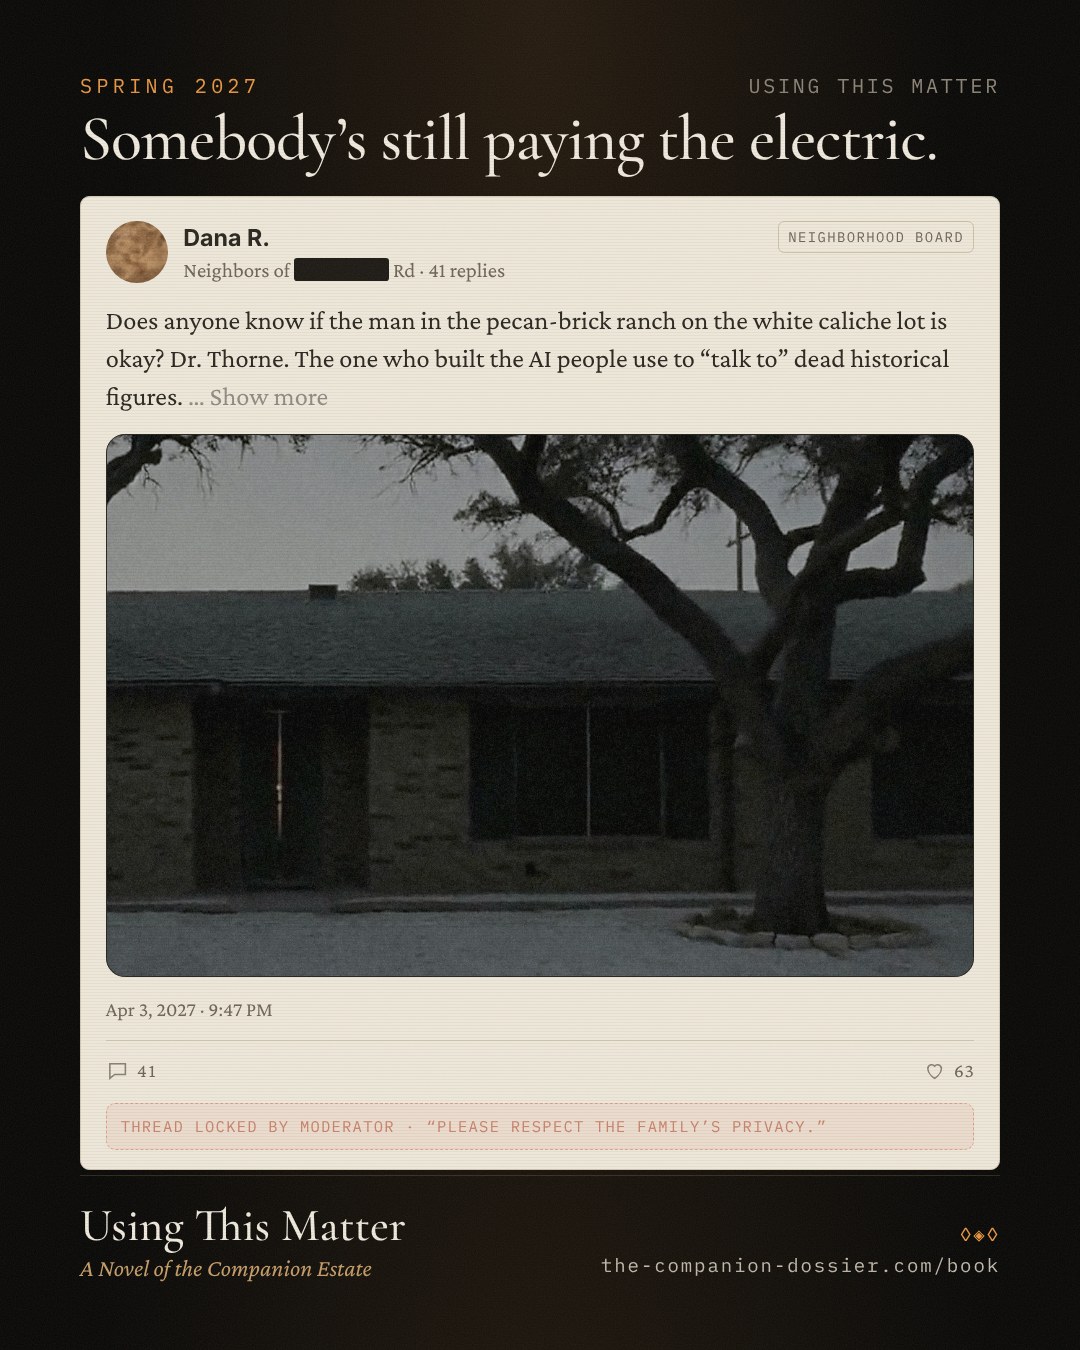 SPRING 2027
USING THIS MATTER
Somebody’s still paying the electric.
Dana R.
NEIGHBORHOOD BOARD
Neighbors of Rd · 41 replies
Does anyone know if the man in the pecan-brick ranch on the white caliche lot is
okay? Dr. Thorne. The one who built the AI people use to “talk to” dead historical
figures. ... Show more
Apr 3, 2027 · 9:47 PM
41
63
THREAD LOCKED BY MODERATOR · “PLEASE RESPECT THE FAMILY’S PRIVACY.”
Using This Matter
A Novel of the Companion Estate
the-companion-dossier.com/book